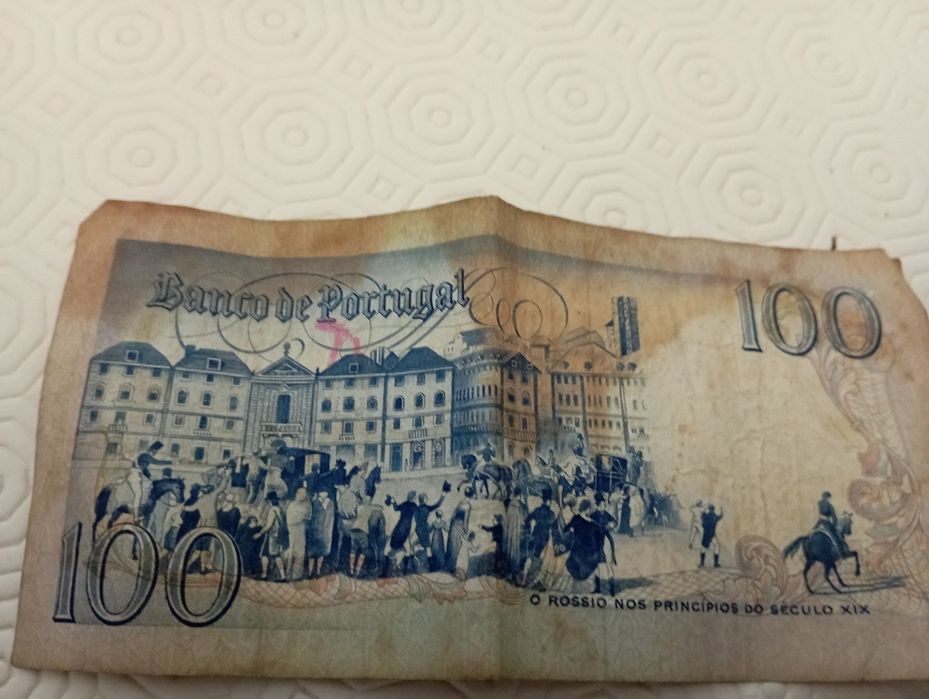 Banco de Portugal
100
100
O ROSSIO NOS PRINCÍPIOS DO SÉCULO XIX